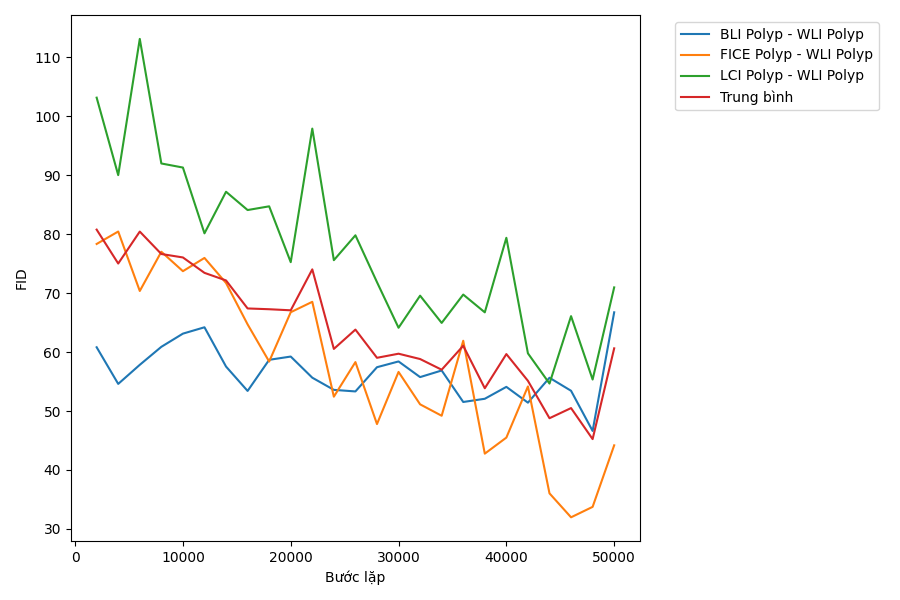 BLI Polyp - WLI Polyp
FICE Polyp - WLI Polyp
LCI Polyp - WLI Polyp
Trung bình
110
100
90
80
70
60
50
40
30
FID
0 10000 20000 30000 40000 50000
Bước lặp